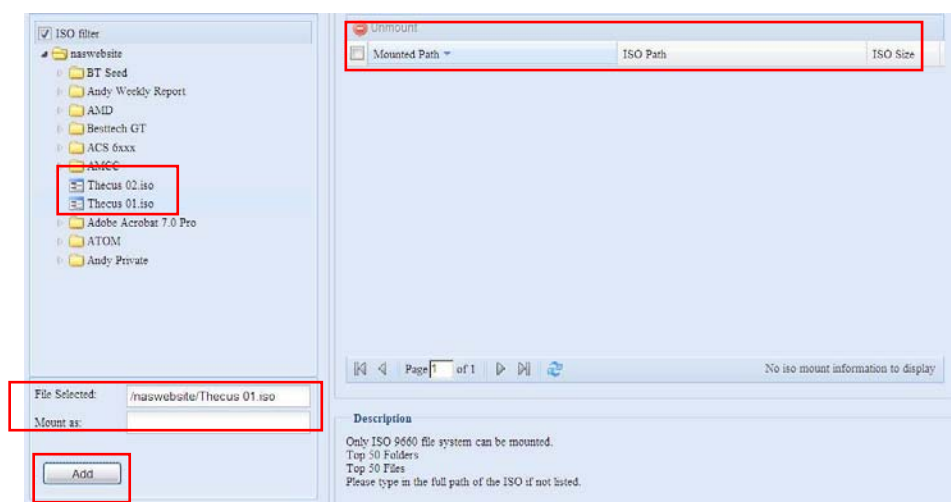 ISO filter
naswebsite
BT Seed
Andy Weekly Report
AMD
Besttech GT
ACS 6xxx
AMCC
Thecus 02.iso
Thecus 01.iso
Adobe Acrobat 7.0 Pro
ATOM
Andy Private
File Selected: /naswebsite/Thecus 01.iso
Mount as:
Add
Unmount
Mounted Path ISO Path ISO Size
Page 1 of 1 No iso mount information to display
Description
Only ISO 9660 file system can be mounted.
Top 50 Folders
Top 50 Files
Please type in the full path of the ISO if not listed.